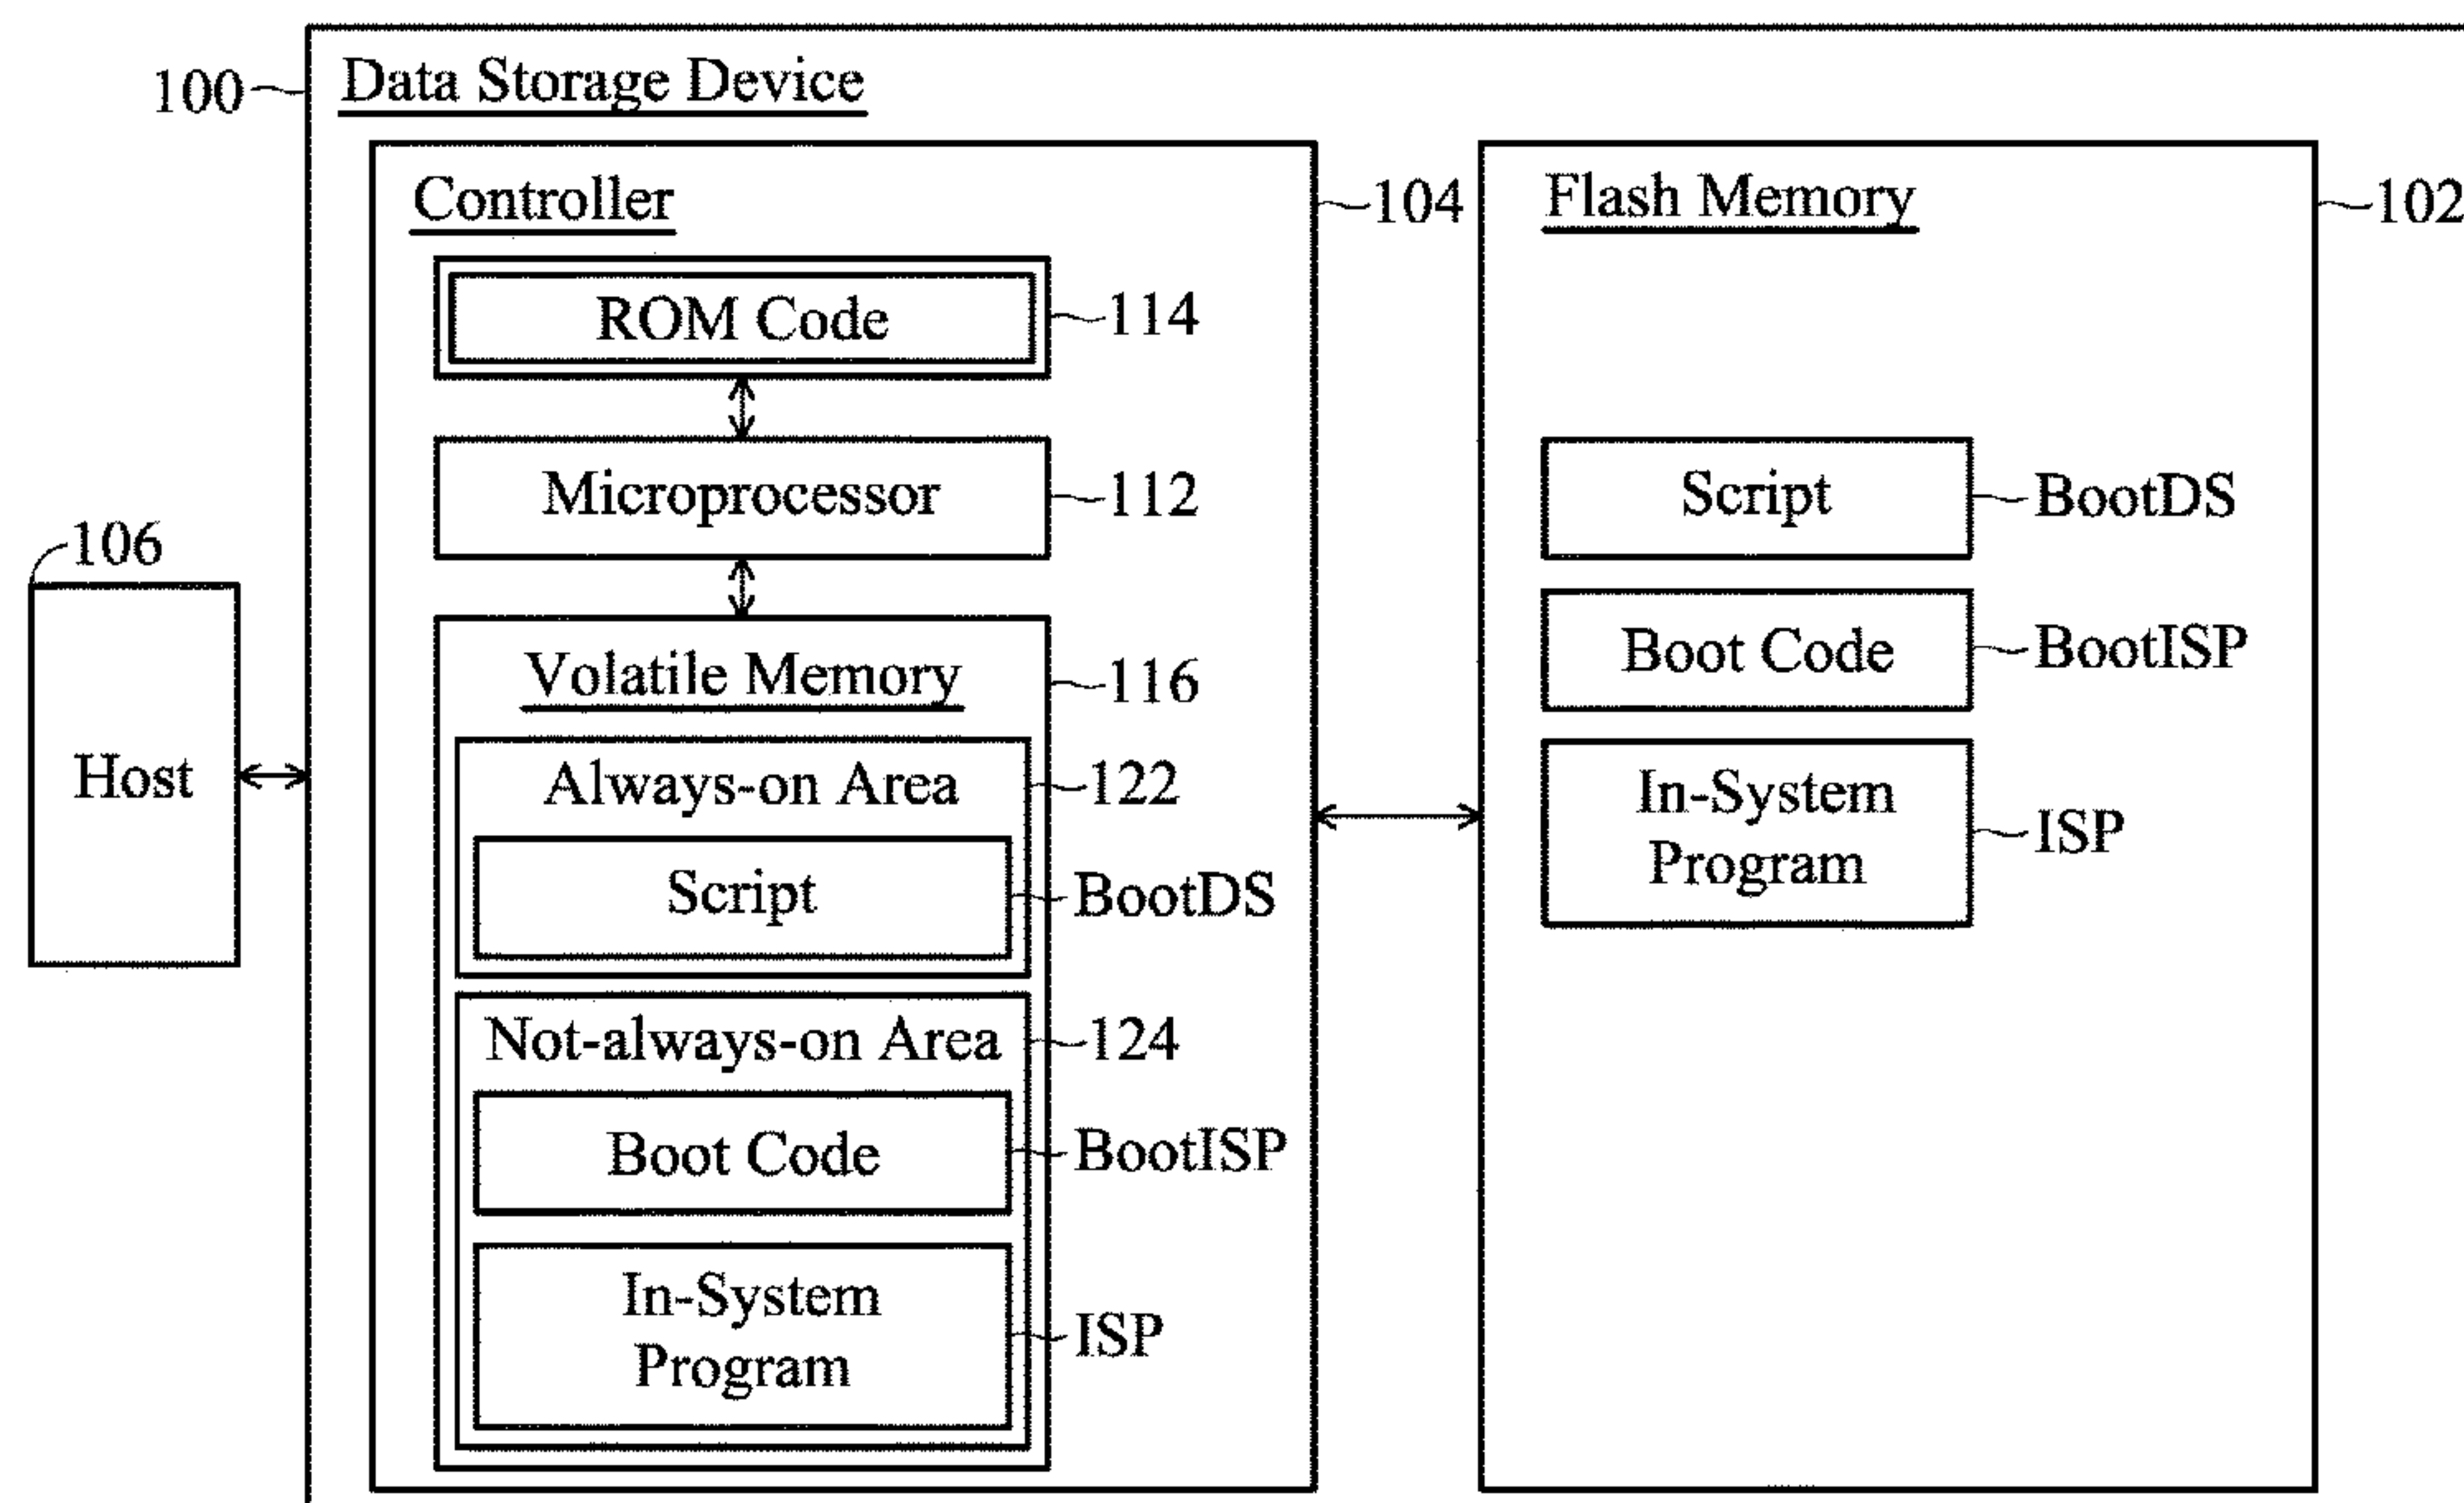 100
Data Storage Device
Controller
104
ROM Code
114
Microprocessor
112
Volatile Memory
116
Always-on Area
122
Script
BootDS
Not-always-on Area
124
Boot Code
BootISP
In-System
Program
ISP
106
Host
Flash Memory
102
Script
BootDS
Boot Code
BootISP
In-System
Program
ISP